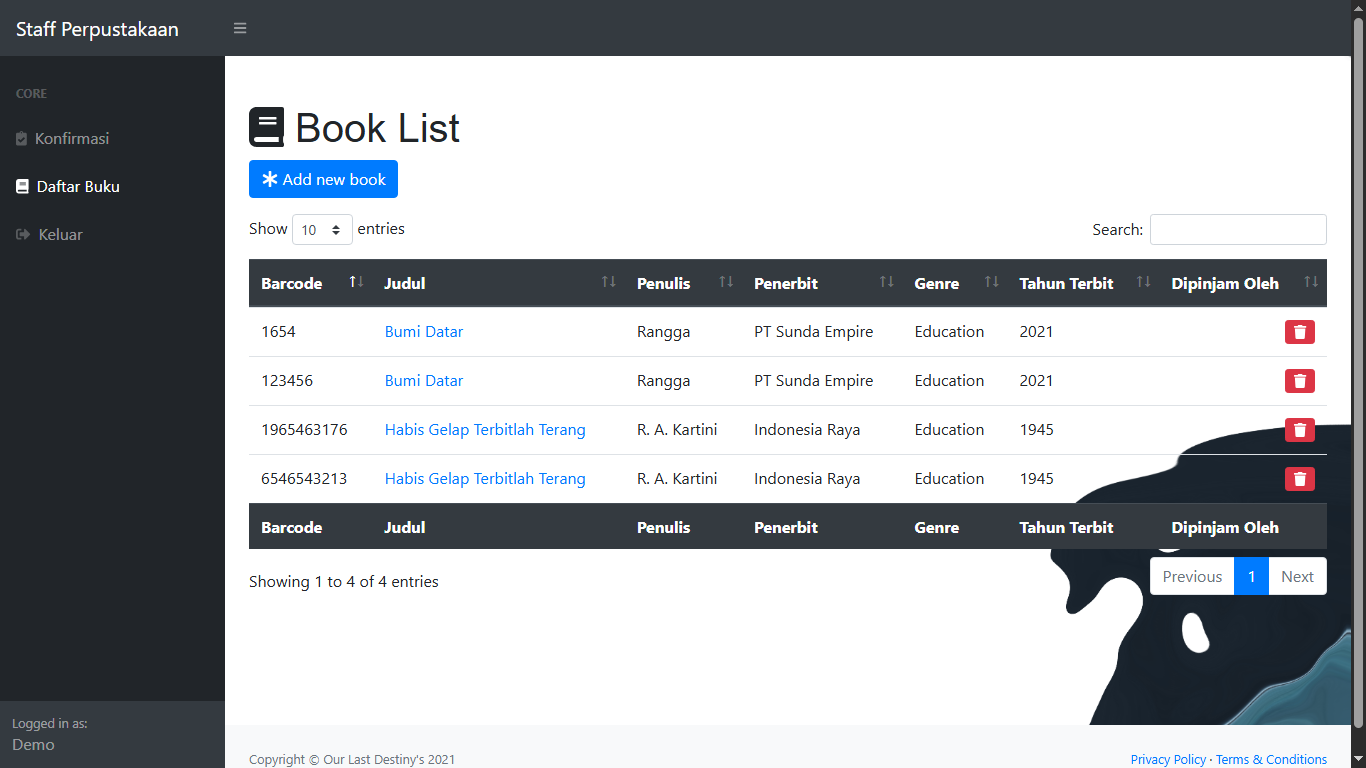 Staff Perpustakaan
CORE
Konfirmasi
Daftar Buku
Keluar
Logged in as:
Demo
Book List
Add new book
Show 10 entries
Search:
Barcode Judul Penulis Penerbit Genre Tahun Terbit Dipinjam Oleh
1654 Bumi Datar Rangga PT Sunda Empire Education 2021
123456 Bumi Datar Rangga PT Sunda Empire Education 2021
1965463176 Habis Gelap Terbitlah Terang R. A. Kartini Indonesia Raya Education 1945
6546543213 Habis Gelap Terbitlah Terang R. A. Kartini Indonesia Raya Education 1945
Barcode Judul Penulis Penerbit Genre Tahun Terbit Dipinjam Oleh
Showing 1 to 4 of 4 entries
Previous 1 Next
Copyright © Our Last Destiny's 2021
Privacy Policy · Terms & Conditions